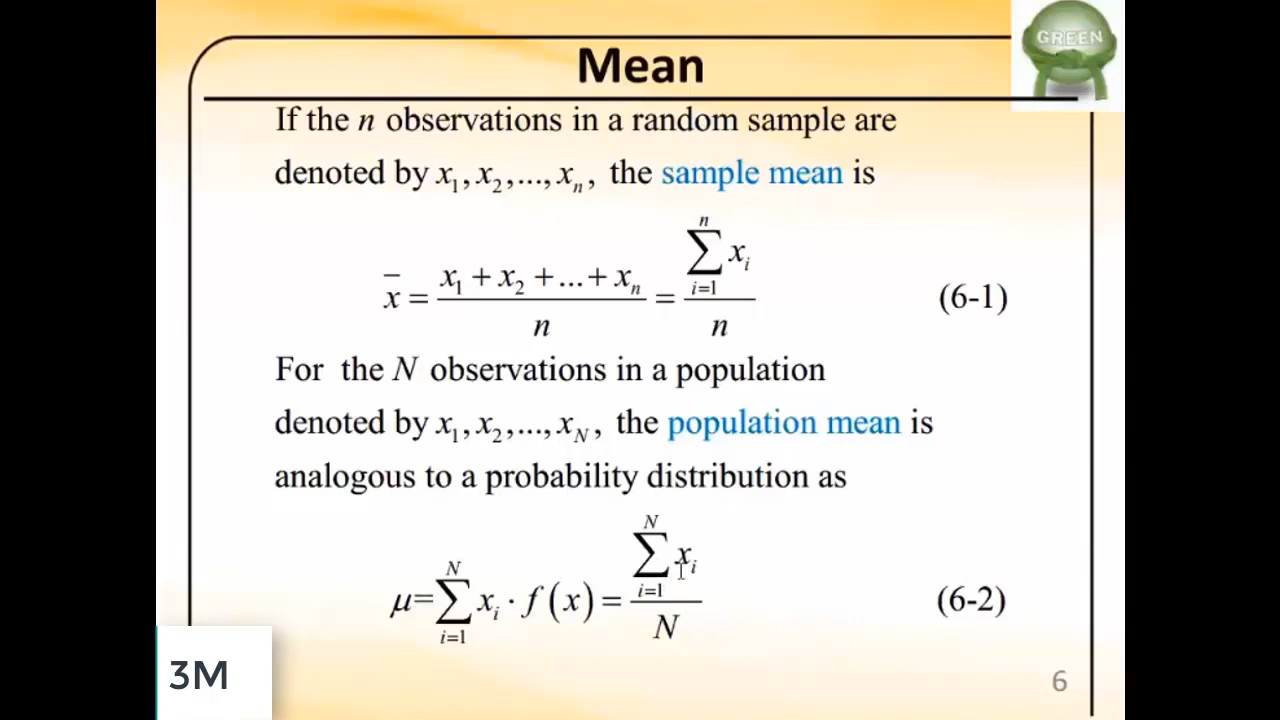 Mean
GREEN
If the n observations in a random sample are
denoted by x₁, x₂,..., xₙ, the sample mean is
x̄ = (x₁ + x₂ + ... + xₙ)/n = (∑ᵢ₌₁ⁿ xᵢ)/n (6-1)
For the N observations in a population
denoted by x₁, x₂,..., x_N, the population mean is
analogous to a probability distribution as
μ= ∑ᵢ₌₁ᴺ xᵢ · f(x) = (∑ᵢ₌₁ᴺ xᵢ)/N (6-2)
3M
6